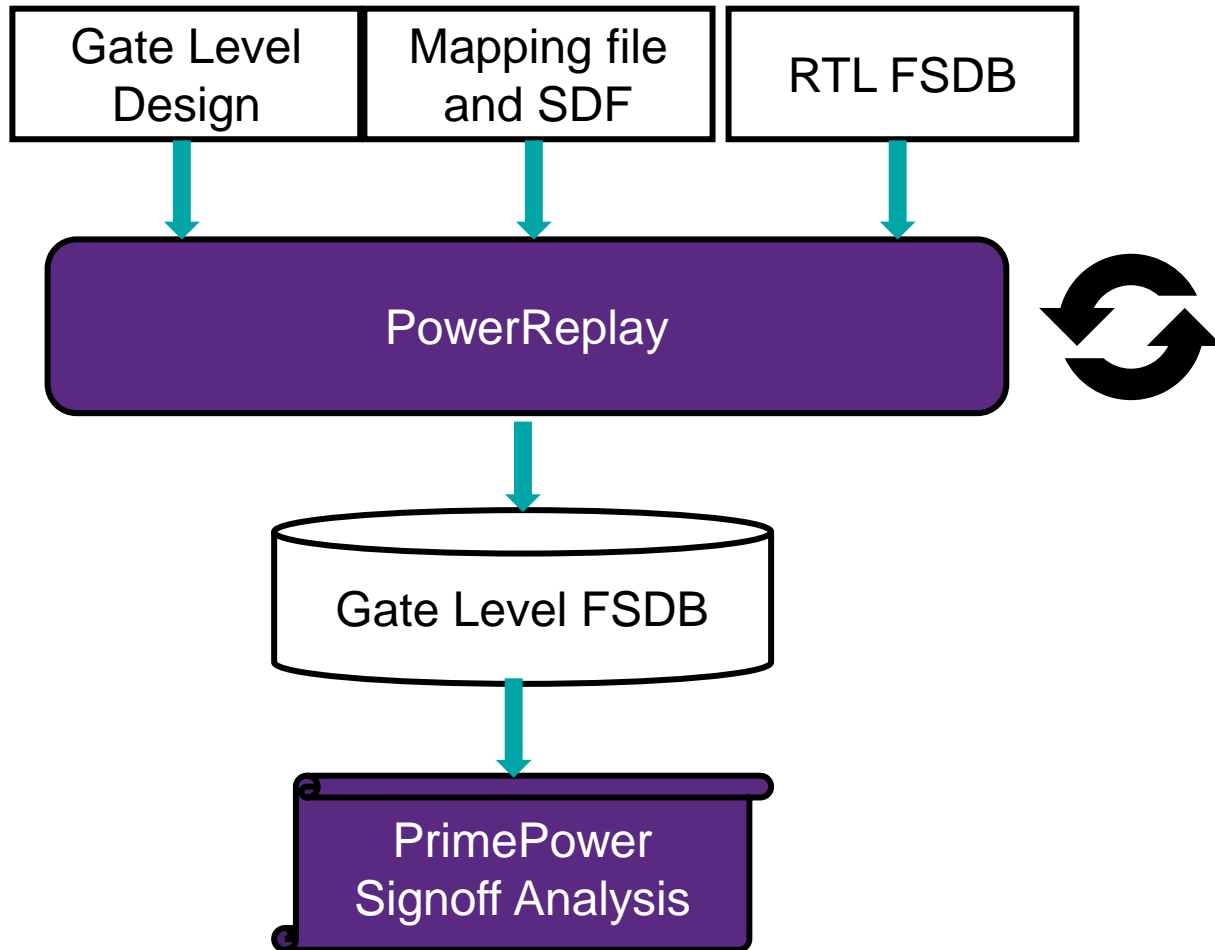 Gate Level
Design
Mapping file
and SDF
RTL FSDB
PowerReplay
Gate Level FSDB
PrimePower
Signoff Analysis